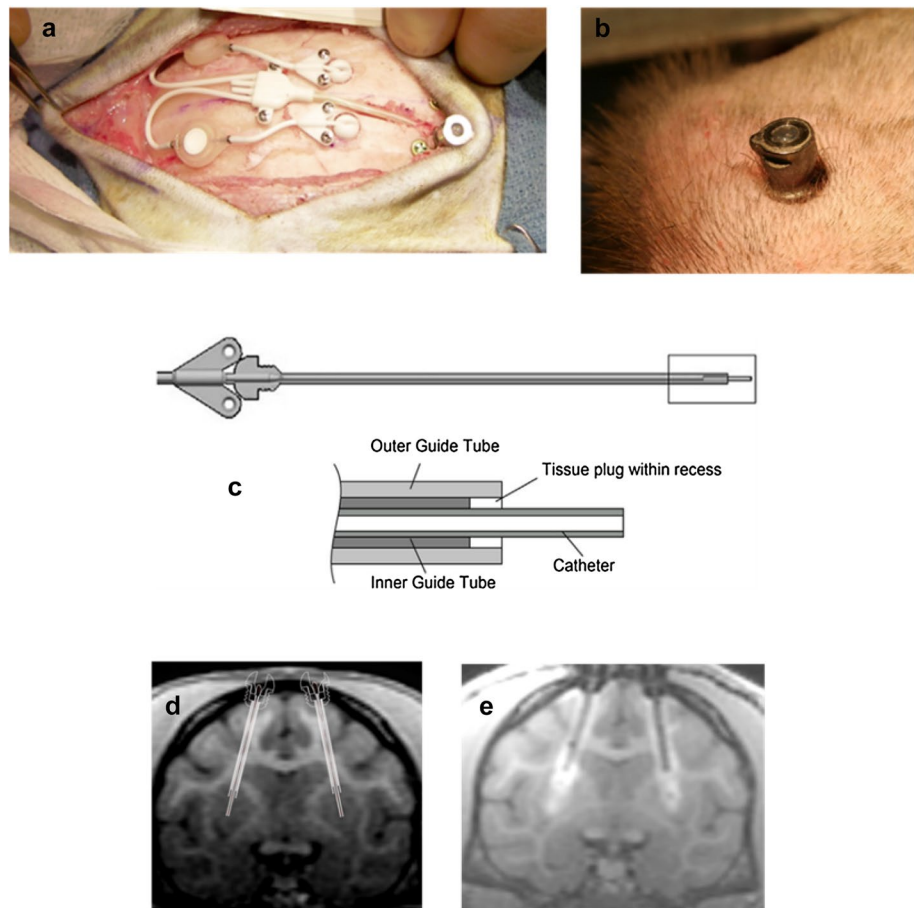 a
b
c
Outer Guide Tube
Tissue plug within recess
Inner Guide Tube
Catheter
d
e